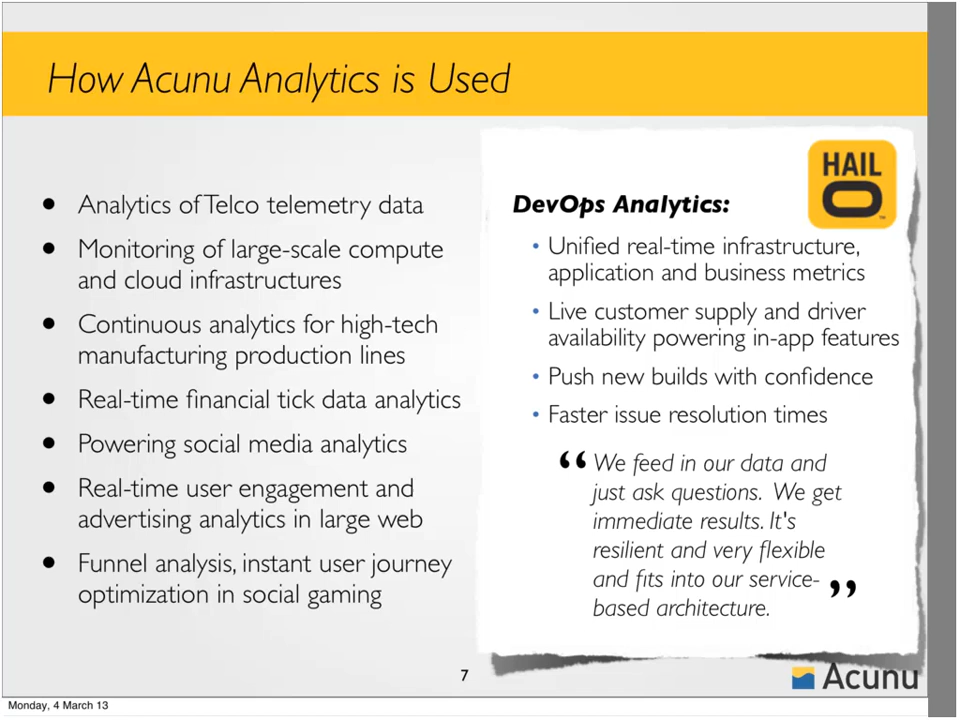 How Acunu Analytics is Used
• Analytics of Telco telemetry data
• Monitoring of large-scale compute
and cloud infrastructures
• Continuous analytics for high-tech
manufacturing production lines
• Real-time financial tick data analytics
• Powering social media analytics
• Real-time user engagement and
advertising analytics in large web
• Funnel analysis, instant user journey
optimization in social gaming
HAIL
O™
DevOps Analytics:
• Unified real-time infrastructure,
application and business metrics
• Live customer supply and driver
availability powering in-app features
• Push new builds with confidence
• Faster issue resolution times
“We feed in our data and
just ask questions. We get
immediate results. It's
resilient and very flexible
and fits into our service-
based architecture.”
7
Acunu
Monday, 4 March 13